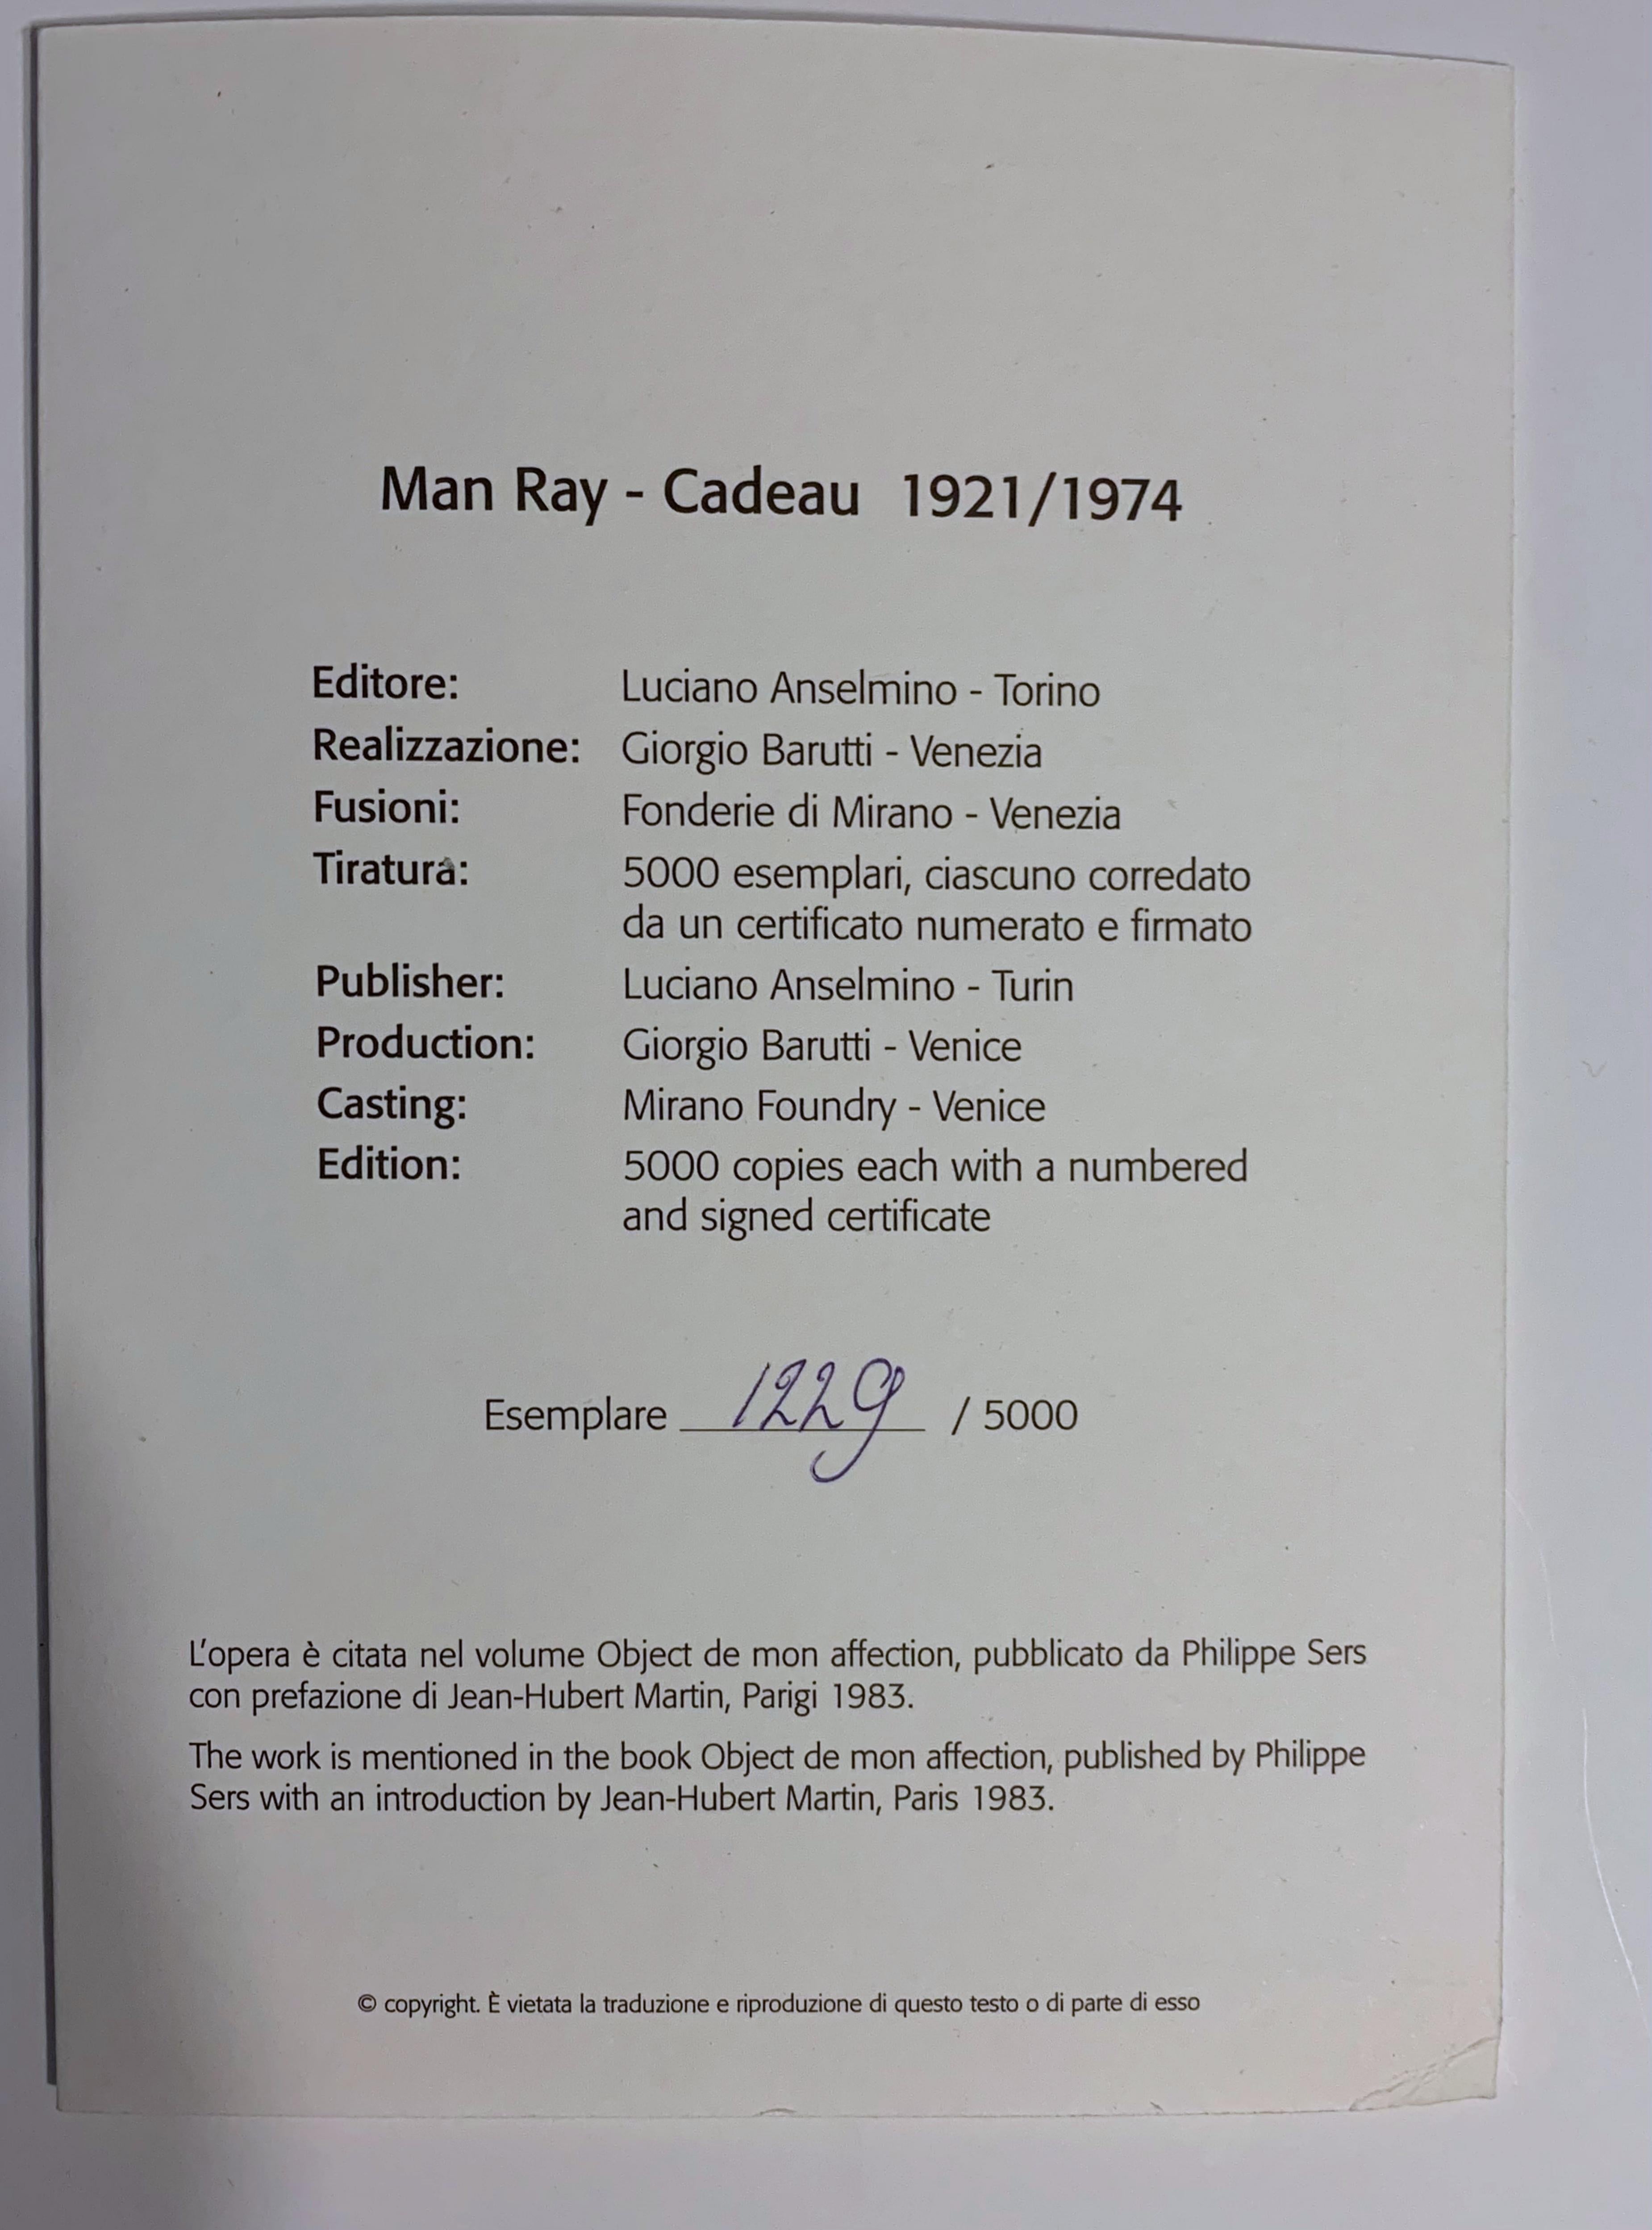 Man Ray - Cadeau 1921/1974
Editore: Luciano Anselmino - Torino
Realizzazione: Giorgio Barutti - Venezia
Fusioni: Fonderie di Mirano - Venezia
Tiratura: 5000 esemplari, ciascuno corredato
da un certificato numerato e firmato
Publisher: Luciano Anselmino - Turin
Production: Giorgio Barutti - Venice
Casting: Mirano Foundry - Venice
Edition: 5000 copies each with a numbered
and signed certificate
Esemplare 1229 / 5000
L'opera è citata nel volume Object de mon affection, pubblicato da Philippe Sers
con prefazione di Jean-Hubert Martin, Parigi 1983.
The work is mentioned in the book Object de mon affection, published by Philippe
Sers with an introduction by Jean-Hubert Martin, Paris 1983.
© copyright. È vietata la traduzione e riproduzione di questo testo o di parte di esso